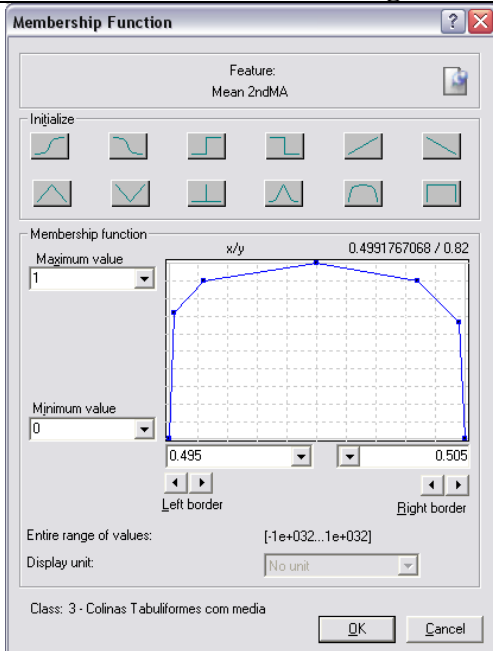 Membership Function
Feature:
Mean 2ndMA
Initialize
Membership function
x/y 0.4991767068 / 0.82
Maximum value
1
Minimum value
0
0.495 0.505
Left border Right border
Entire range of values: [-1e+032...1e+032]
Display unit: No unit
Class: 3 - Colinas Tabuliformes com media
OK Cancel